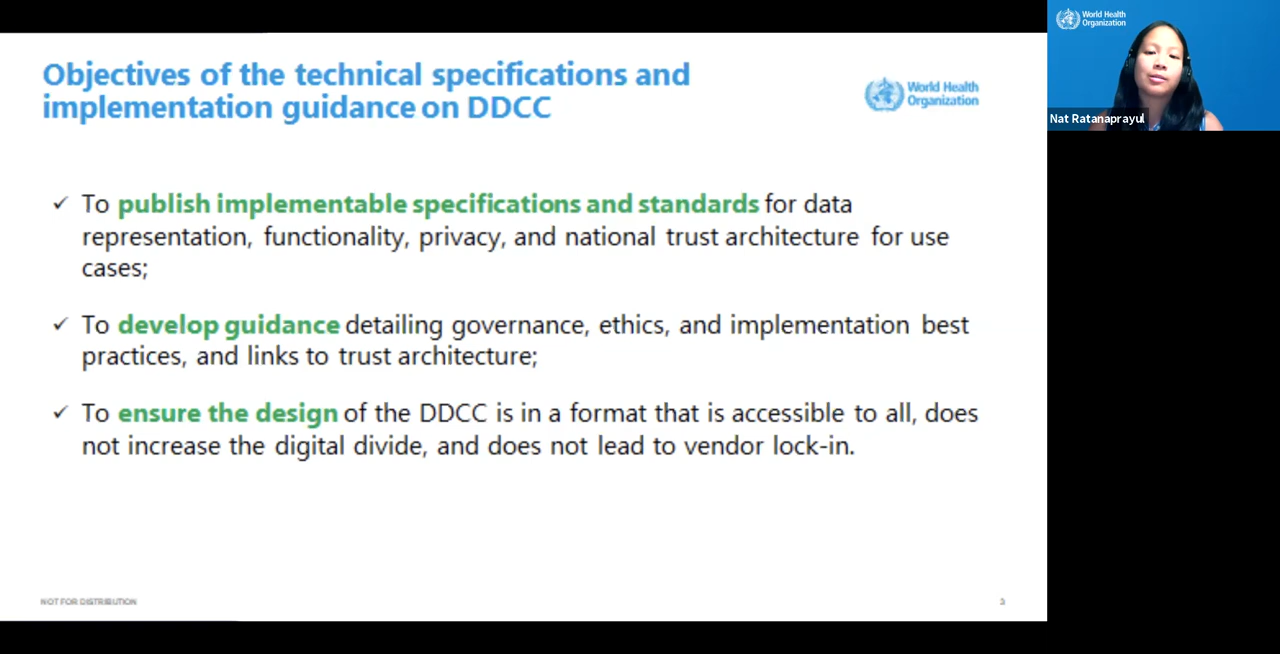 Objectives of the technical specifications and
implementation guidance on DDCC
World Health
Organization
✓ To publish implementable specifications and standards for data
representation, functionality, privacy, and national trust architecture for use
cases;
✓ To develop guidance detailing governance, ethics, and implementation best
practices, and links to trust architecture;
✓ To ensure the design of the DDCC is in a format that is accessible to all, does
not increase the digital divide, and does not lead to vendor lock-in.
NOT FOR DISTRIBUTION
3
World Health
Organization
Nat Ratanaprayul